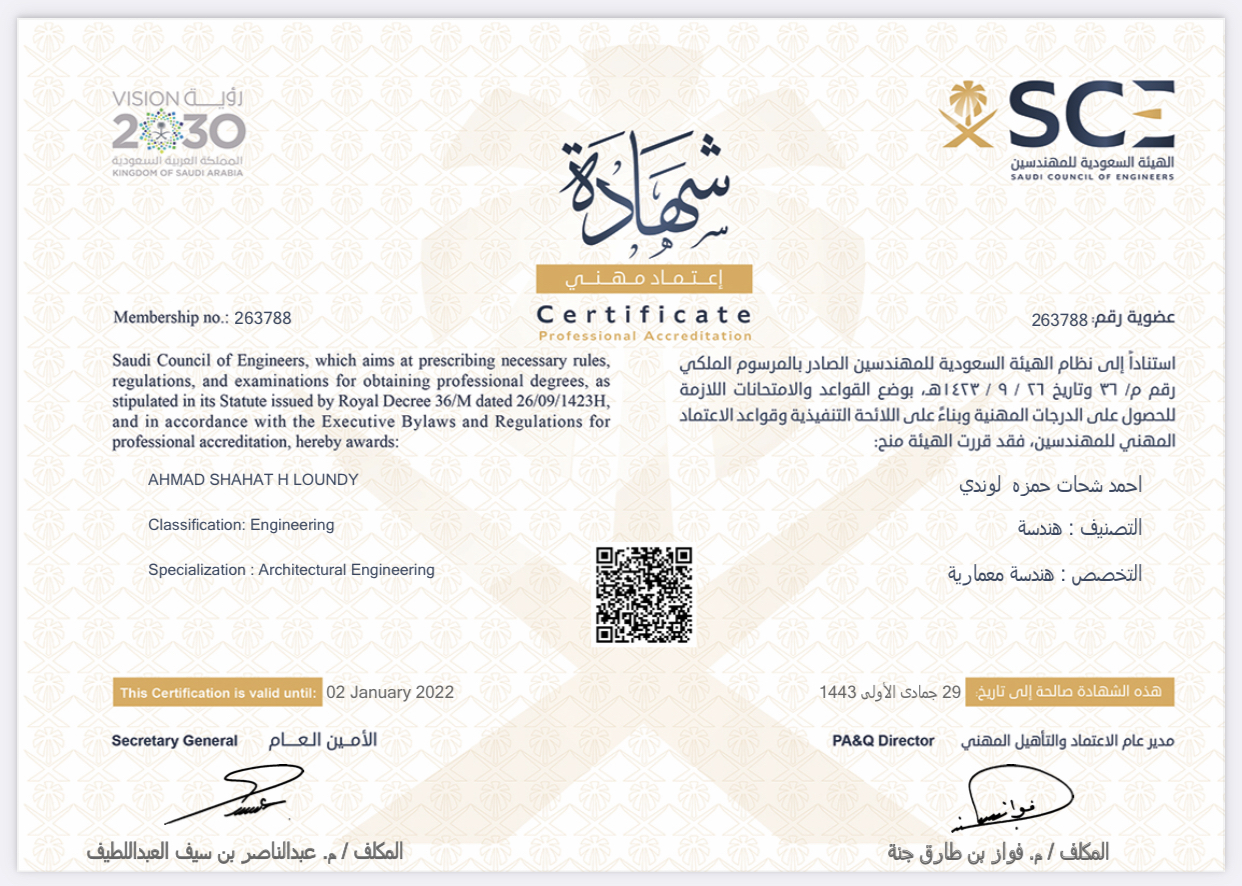 VISION رؤيـــة
2030
المملكة العربية السعودية
KINGDOM OF SAUDI ARABIA
SCE
الهيئة السعودية للمهندسين
SAUDI COUNCIL OF ENGINEERS
شهادة
إعـتـمـاد مـهـنـي
Certificate
Professional Accreditation
Membership no.: 263788
عضوية رقم: 263788
Saudi Council of Engineers, which aims at prescribing necessary rules,
regulations, and examinations for obtaining professional degrees, as
stipulated in its Statute issued by Royal Decree 36/M dated 26/09/1423H,
and in accordance with the Executive Bylaws and Regulations for
professional accreditation, hereby awards:
استناداً إلى نظام الهيئة السعودية للمهندسين الصادر بالمرسوم الملكي
رقم م/ ٣٦ وتاريخ ٢٦ / ٩ / ١٤٢٣هـ، بوضع القواعد والامتحانات اللازمة
للحصول على الدرجات المهنية وبناءً على اللائحة التنفيذية وقواعد الاعتماد
المهني للمهندسين، فقد قررت الهيئة منح:
AHMAD SHAHAT H LOUNDY
Classification: Engineering
Specialization : Architectural Engineering
احمد شحات حمزه لوندي
التصنيف : هندسة
التخصص : هندسة معمارية
This Certification is valid until: 02 January 2022
هذه الشهادة صالحة إلى تاريخ: 29 جمادى الأولى 1443
Secretary General الأمـين الـعـــام
PA&Q Director مدير عام الاعتماد والتأهيل المهني
المكلف / م. عبدالناصر بن سيف العبداللطيف
فواز
المكلف / م. فواز بن طارق جنة